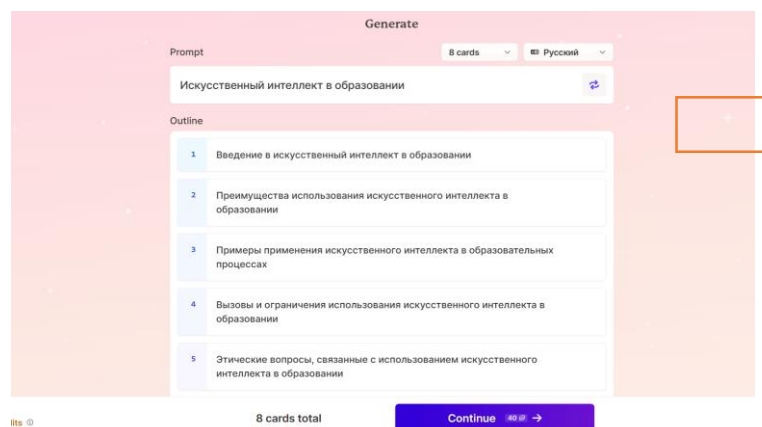 Generate
Prompt
8 cards
Русский
Искусственный интеллект в образовании
Outline
1
Введение в искусственный интеллект в образовании
2
Преимущества использования искусственного интеллекта в
образовании
3
Примеры применения искусственного интеллекта в образовательных
процессах
4
Вызовы и ограничения использования искусственного интеллекта в
образовании
5
Этические вопросы, связанные с использованием искусственного
интеллекта в образовании
8 cards total
Continue 40